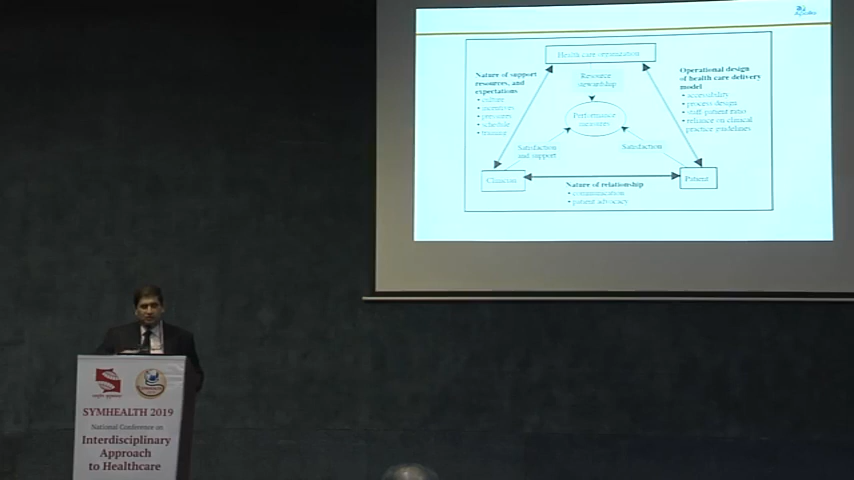 Apollo
Health care organization
Resource
stewardship
Nature of support
resources, and
expectations
• culture
• incentives
• pressures
• schedule
• training
Operational design
of health care delivery
model
• accessibility
• process design
• staff-patient ratio
• reliance on clinical
practice guidelines
Performance
outcomes
Satisfaction
and support
Satisfaction
Clinician
Patient
Nature of relationship
• communication
• patient advocacy
SYMHEALTH 2019
National Conference on
Interdisciplinary
Approach
to Healthcare